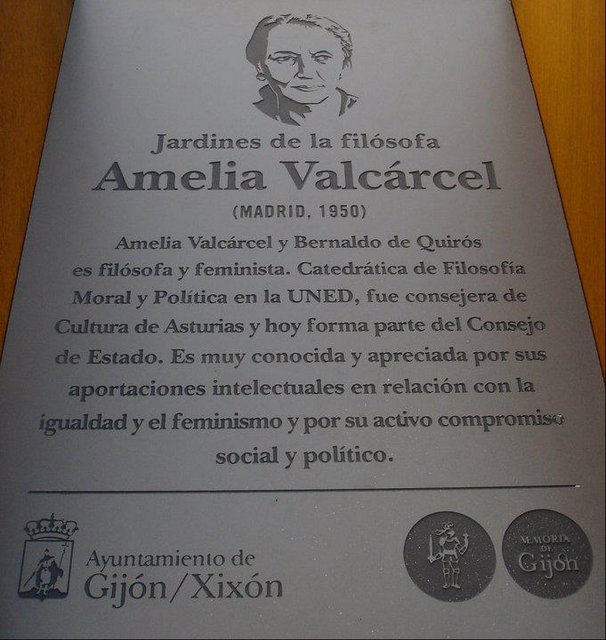 Jardines de la filósofa
Amelia Valcárcel
(MADRID, 1950)
Amelia Valcárcel y Bernaldo de Quirós
es filósofa y feminista. Catedrática de Filosofía
Moral y Política en la UNED, fue consejera de
Cultura de Asturias y hoy forma parte del Consejo
de Estado. Es muy conocida y apreciada por sus
aportaciones intelectuales en relación con la
igualdad y el feminismo y por su activo compromiso
social y político.
Ayuntamiento de
Gijón/Xixón
MEMORIA
DE
Gijón